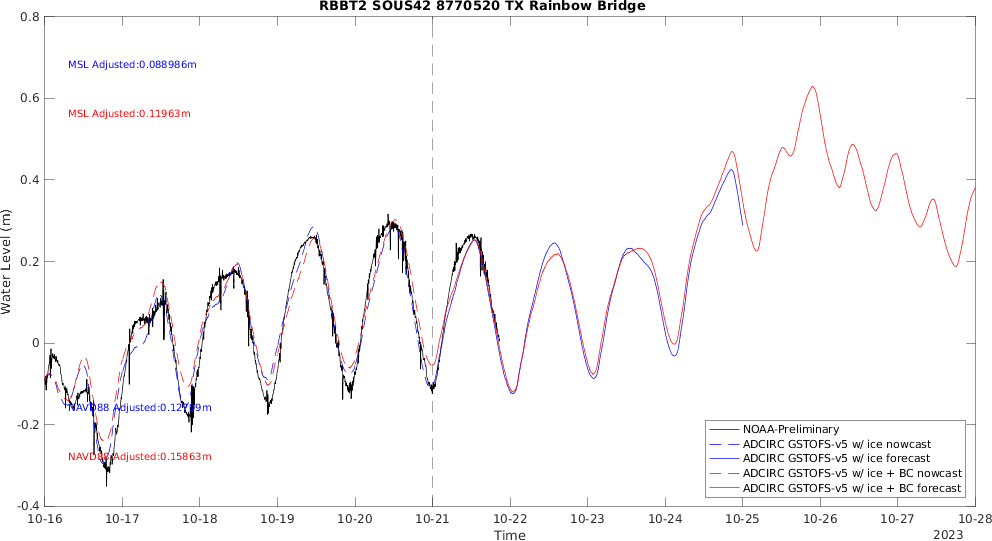 RBBT2 SOUS42 8770520 TX Rainbow Bridge
0.8
0.6
0.4
0.2
0
-0.2
-0.4
Water Level (m)
MSL Adjusted:0.088986m
MSL Adjusted:0.11963m
NAVD88 Adjusted:0.12799m
NAVD88 Adjusted:0.15863m
NOAA-Preliminary
ADCIRC GSTOFS-v5 w/ ice nowcast
ADCIRC GSTOFS-v5 w/ ice forecast
ADCIRC GSTOFS-v5 w/ ice + BC nowcast
ADCIRC GSTOFS-v5 w/ ice + BC forecast
10-16 10-17 10-18 10-19 10-20 10-21 10-22 10-23 10-24 10-25 10-26 10-27 10-28
Time
2023